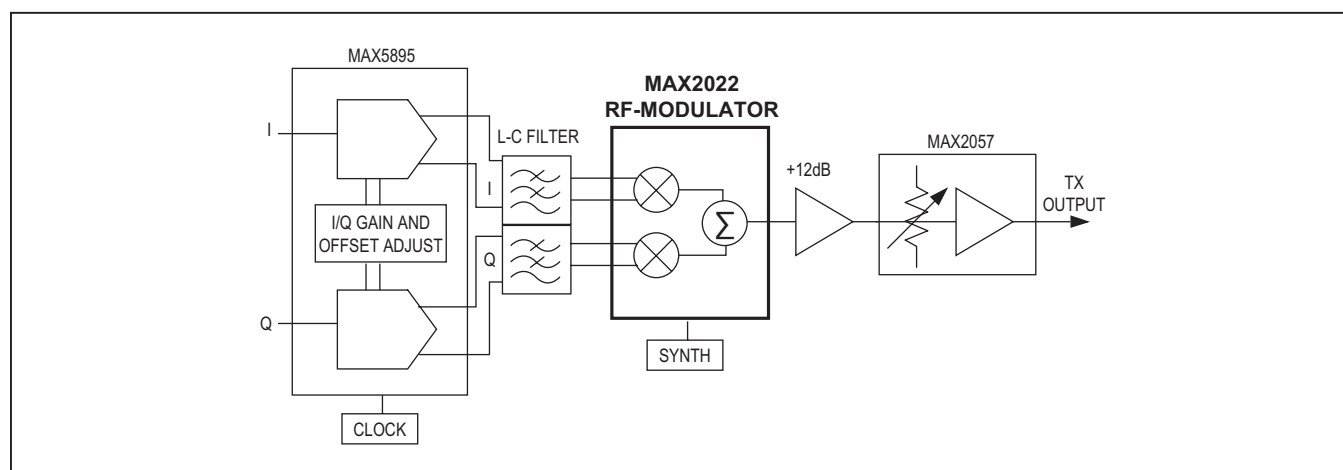 MAX5895
I
I/Q GAIN AND
OFFSET ADJUST
Q
CLOCK
L-C FILTER
I
Q
MAX2022
RF-MODULATOR
Σ
SYNTH
+12dB
MAX2057
TX
OUTPUT